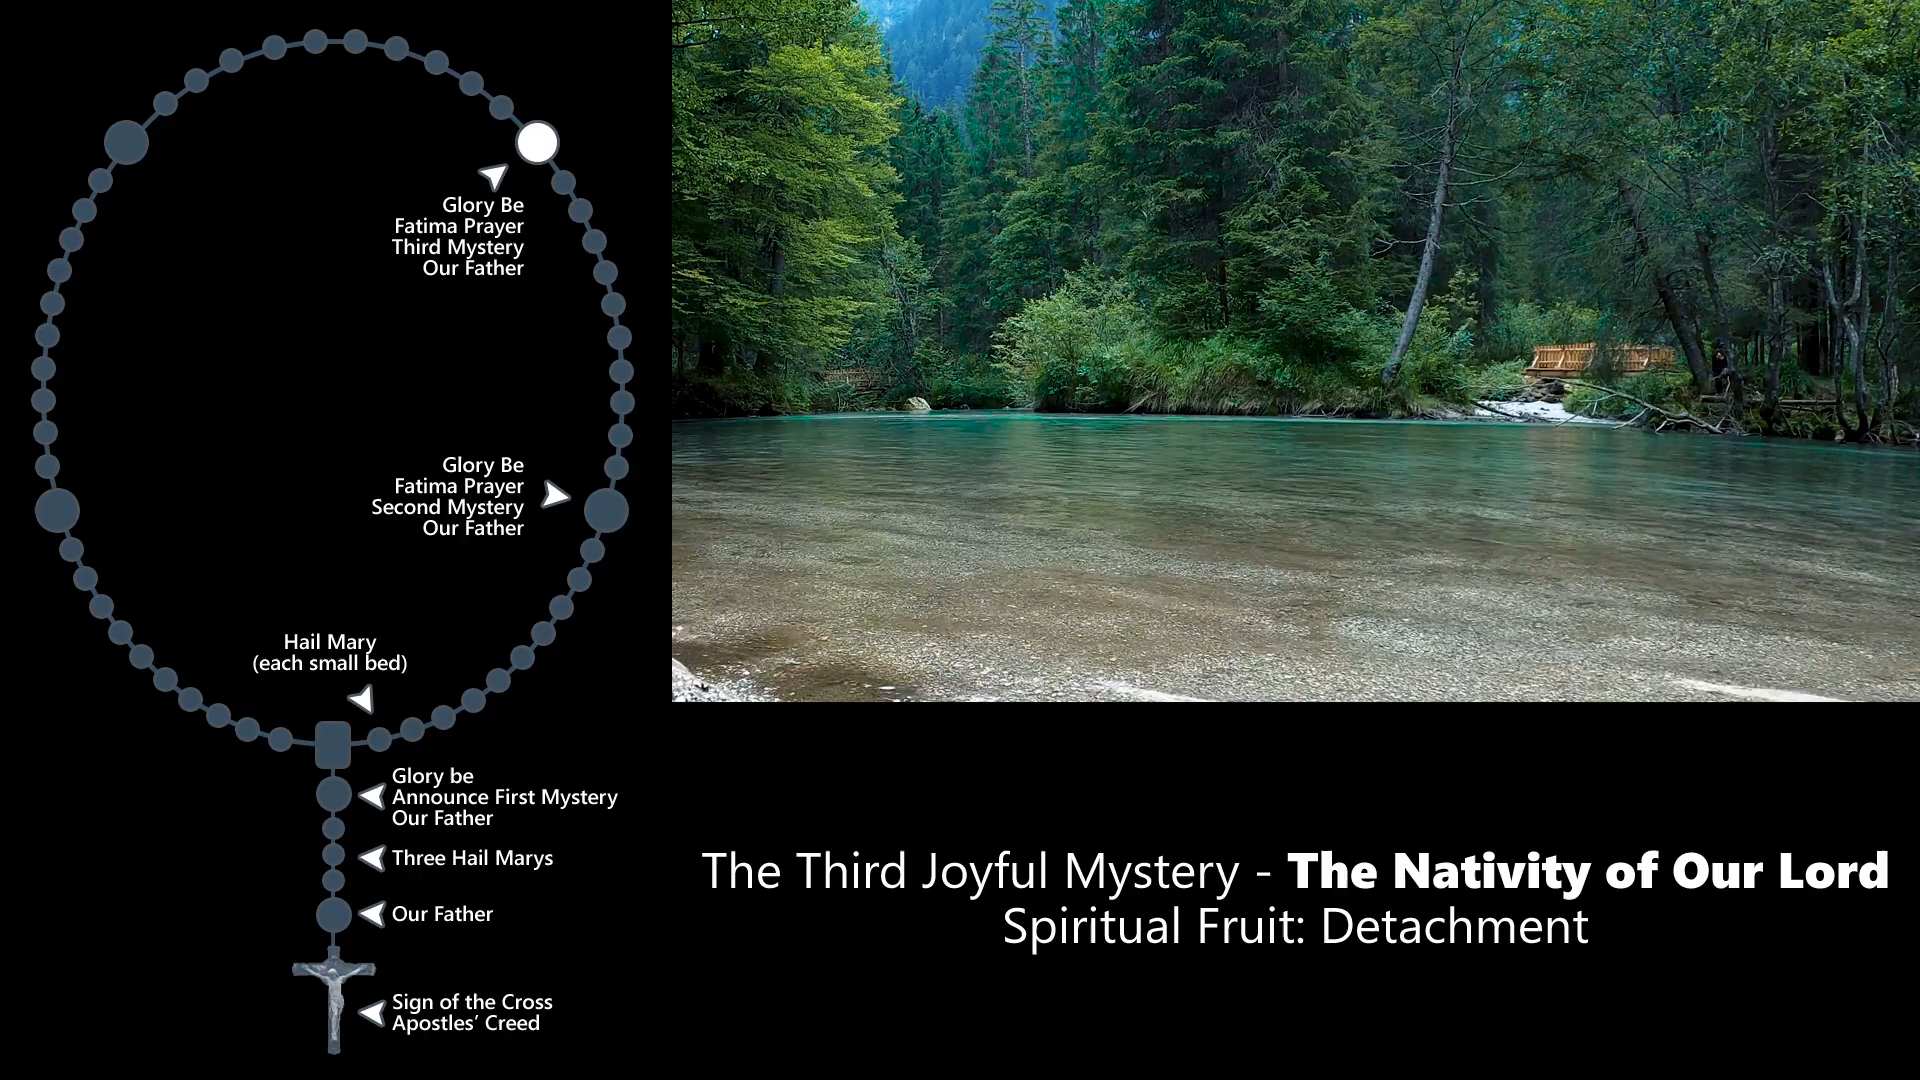 Glory Be
Fatima Prayer
Third Mystery
Our Father
Glory Be
Fatima Prayer
Second Mystery
Our Father
Hail Mary
(each small bed)
Glory be
Announce First Mystery
Our Father
Three Hail Marys
Our Father
Sign of the Cross
Apostles’ Creed
The Third Joyful Mystery - The Nativity of Our Lord
Spiritual Fruit: Detachment